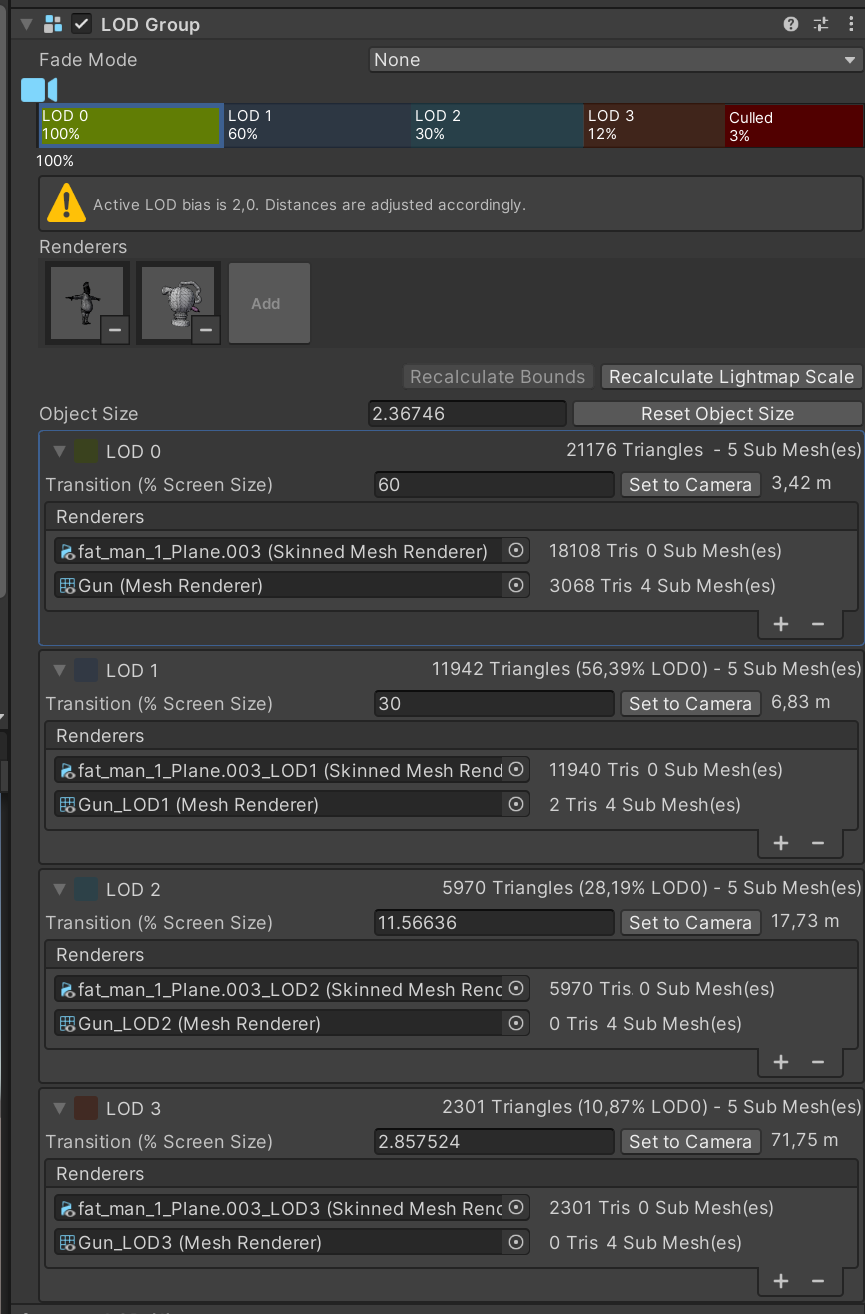 LOD Group
Fade Mode None
LOD 0 LOD 1 LOD 2 LOD 3 Culled
100% 60% 30% 12% 3%
100%
Active LOD bias is 2,0. Distances are adjusted accordingly.
Renderers
Add
Recalculate Bounds Recalculate Lightmap Scale
Object Size 2.36746 Reset Object Size
LOD 0 21176 Triangles - 5 Sub Mesh(es)
Transition (% Screen Size) 60 Set to Camera 3,42 m
Renderers
fat_man_1_Plane.003 (Skinned Mesh Renderer) 18108 Tris 0 Sub Mesh(es)
Gun (Mesh Renderer) 3068 Tris 4 Sub Mesh(es)
+ −
LOD 1 11942 Triangles (56,39% LOD0) - 5 Sub Mesh(es)
Transition (% Screen Size) 30 Set to Camera 6,83 m
Renderers
fat_man_1_Plane.003_LOD1 (Skinned Mesh Rend 11940 Tris 0 Sub Mesh(es)
Gun_LOD1 (Mesh Renderer) 2 Tris 4 Sub Mesh(es)
+ −
LOD 2 5970 Triangles (28,19% LOD0) - 5 Sub Mesh(es)
Transition (% Screen Size) 11.56636 Set to Camera 17,73 m
Renderers
fat_man_1_Plane.003_LOD2 (Skinned Mesh Renc 5970 Tris 0 Sub Mesh(es)
Gun_LOD2 (Mesh Renderer) 0 Tris 4 Sub Mesh(es)
+ −
LOD 3 2301 Triangles (10,87% LOD0) - 5 Sub Mesh(es)
Transition (% Screen Size) 2.857524 Set to Camera 71,75 m
Renderers
fat_man_1_Plane.003_LOD3 (Skinned Mesh Renc 2301 Tris 0 Sub Mesh(es)
Gun_LOD3 (Mesh Renderer) 0 Tris 4 Sub Mesh(es)
+ −